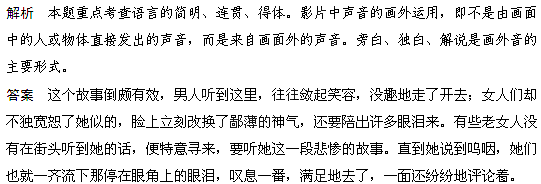 解析　本题重点考查语言的简明、连贯、得体。影片中声音的画外运用，即不是由画面
中的人或物体直接发出的声音，而是来自画面外的声音。旁白、独白、解说是画外音的
主要形式。
答案　这个故事倒颇有效，男人听到这里，往往敛起笑容，没趣地走了开去；女人们却
不独宽恕了她似的，脸上立刻改换了鄙薄的神气，还要陪出许多眼泪来。有些老女人没
有在街头听到她的话，便特意寻来，要听她这一段悲惨的故事。直到她说到呜咽，她们
也就一齐流下那停在眼角上的眼泪，叹息一番，满足地去了，一面还纷纷地评论着。